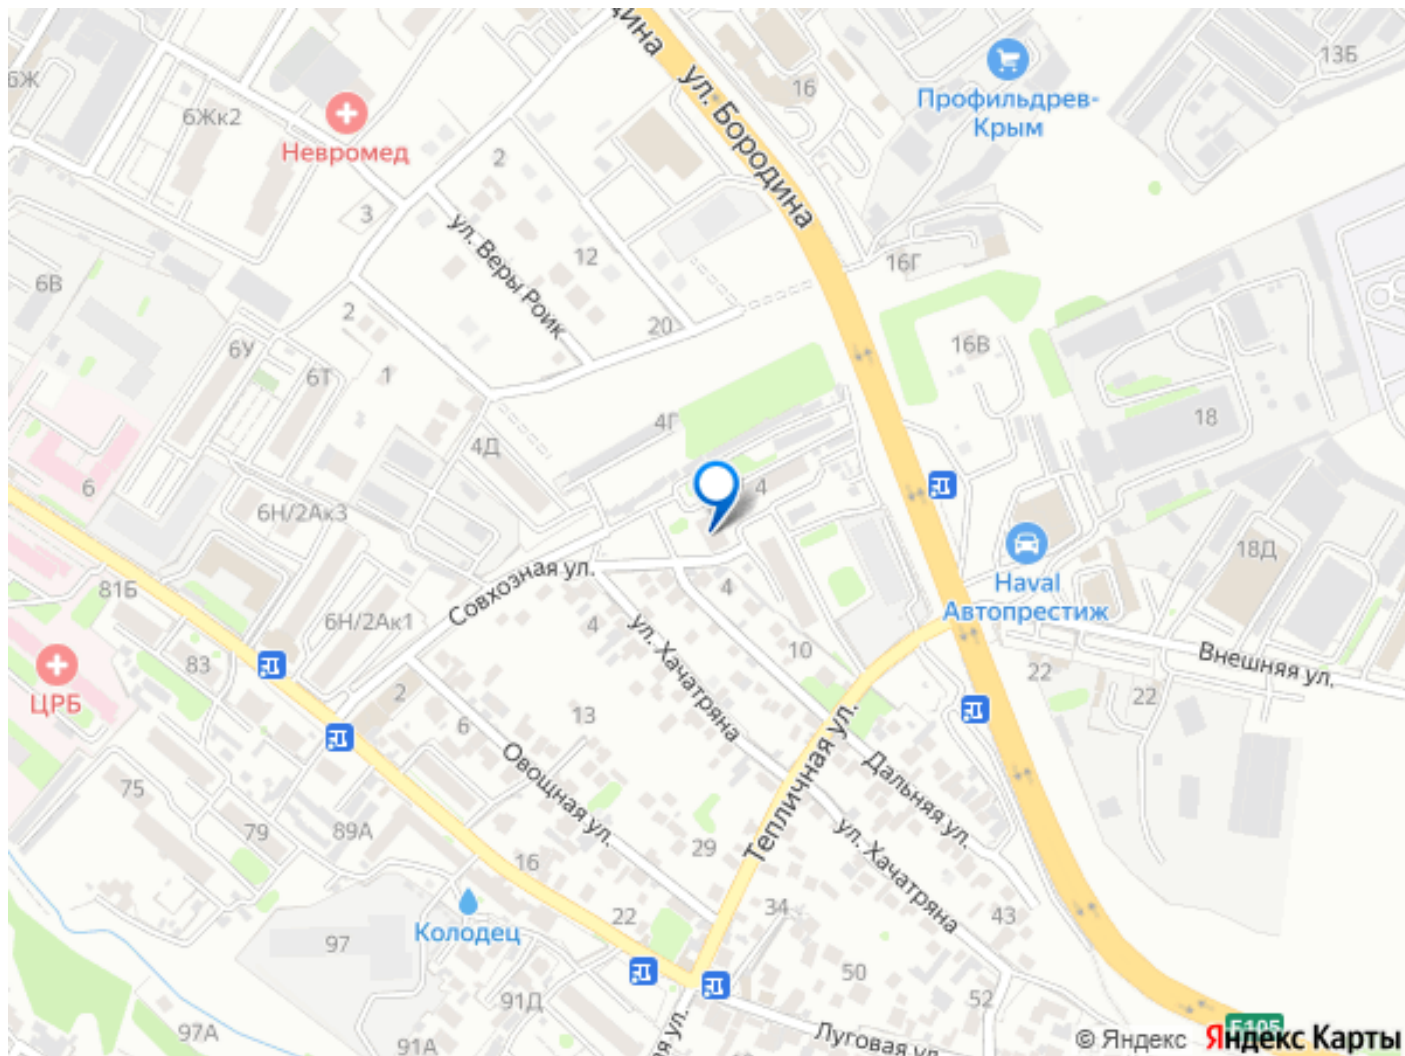 ул. Бородина
16
13Б
Профильдрев-
Крым
6Ж
6Жк2
Невромед
2
3
ул. Веры Роик
12
16Г
6В
2
20
16В
6У
6Т
1
4Г
18
4Д
6
4
6Н/2Ак3
18Д
Haval
Автопрестиж
Совхозная ул.
81Б
4
4
6Н/2Ак1
ул. Хачатряна
10
Внешняя ул.
83
22
22
ЦРБ
2
6
13
Тепличная ул.
Овощная ул.
Дальняя ул.
75
79
89А
29
ул. Хачатряна
16
34
43
22
Колодец
97
50
91Д
52
97А
91А
Луговая ул.
E105
© Яндекс Яндекс Карты